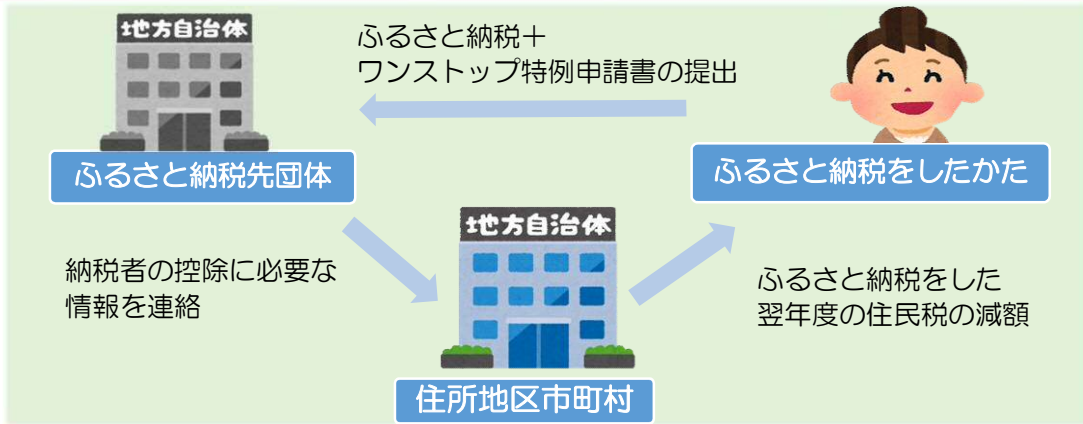 地方自治体
ふるさと納税+
ワンストップ特例申請書の提出
ふるさと納税先団体
ふるさと納税をしたかた
地方自治体
納税者の控除に必要な
情報を連絡
ふるさと納税をした
翌年度の住民税の減額
住所地区市町村